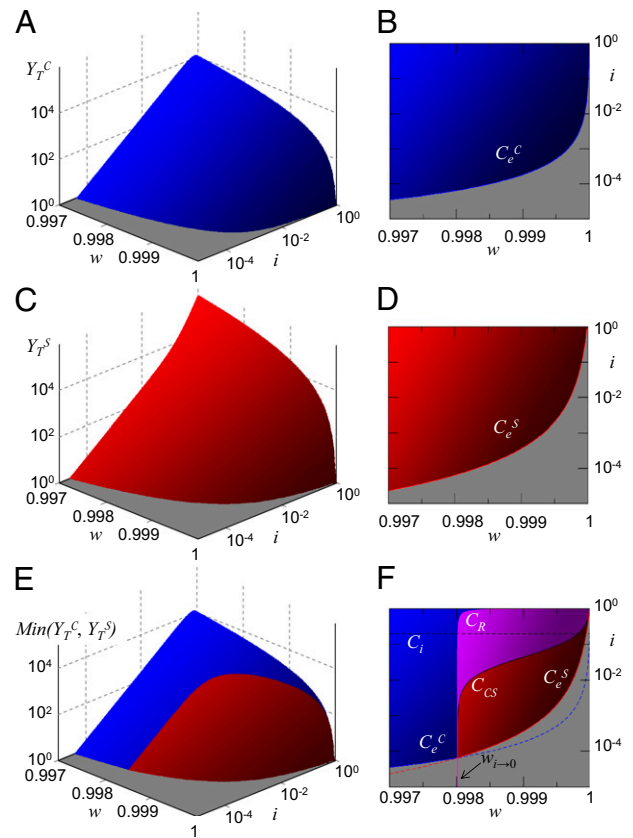 A
Y_T^C
10^4
10^2
10^0
0.997
0.998
0.999
1
w
10^-4
10^-2
10^0
i
B
10^0
i
10^-2
10^-4
C_e^C
0.997
0.998
0.999
1
w
C
Y_T^S
10^4
10^2
10^0
0.997
0.998
0.999
1
w
10^-4
10^-2
10^0
i
D
10^0
i
10^-2
10^-4
C_e^S
0.997
0.998
0.999
1
w
E
Min(Y_T^C, Y_T^S)
10^4
10^2
10^0
0.997
0.998
0.999
1
w
10^-4
10^-2
10^0
i
F
10^0
i
10^-2
10^-4
C_R
C_i
C_CS
C_e^S
C_e^C
w_i→0
0.997
0.998
0.999
1
w